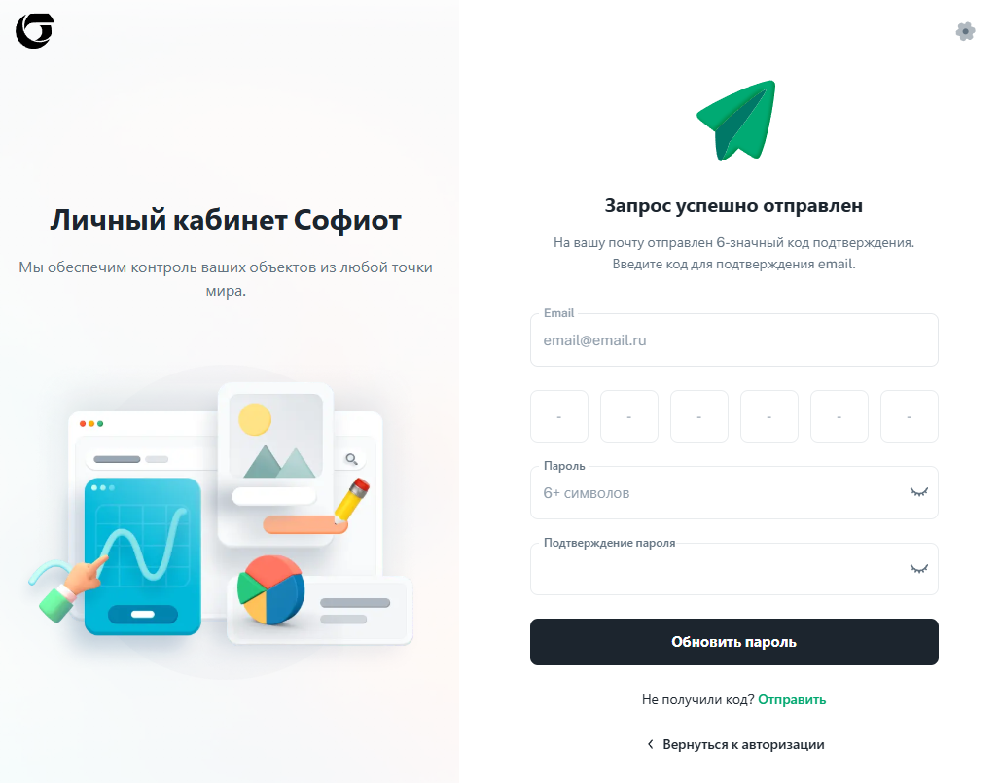 Личный кабинет Софиот
Мы обеспечим контроль ваших объектов из любой точки
мира.
Запрос успешно отправлен
На вашу почту отправлен 6-значный код подтверждения.
Введите код для подтверждения email.
Email
email@email.ru
- - - - - -
Пароль
6+ символов
Подтверждение пароля
Обновить пароль
Не получили код? Отправить
Вернуться к авторизации